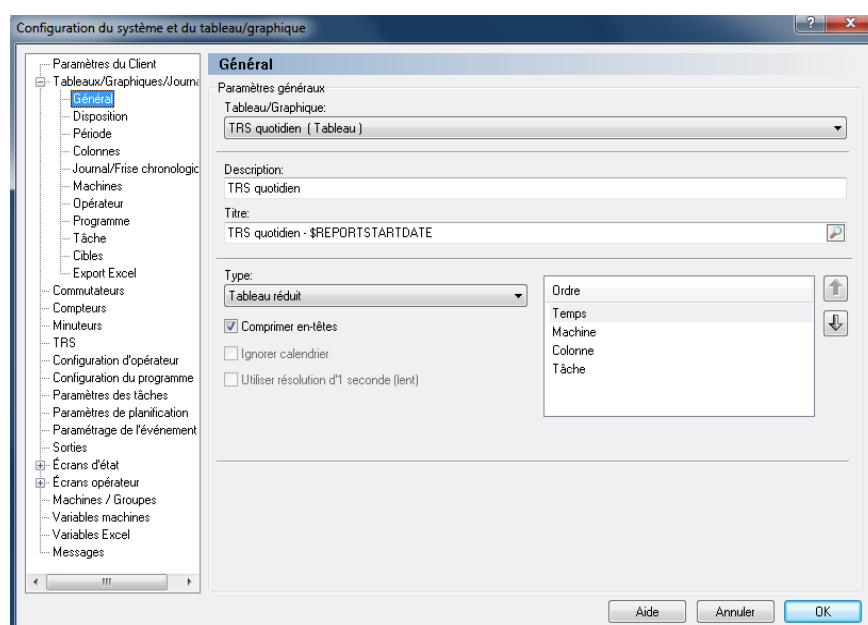 Configuration du système et du tableau/graphique
Paramètres du Client
Tableaux/Graphiques/Journa
Général
Disposition
Période
Colonnes
Journal/Frise chronologic
Machines
Opérateur
Programme
Tâche
Cibles
Export Excel
Commutateurs
Compteurs
Minuteurs
TRS
Configuration d'opérateur
Configuration du programme
Paramètres des tâches
Paramètres de planification
Paramétrage de l'événement
Sorties
Écrans d'état
Écrans opérateur
Machines / Groupes
Variables machines
Variables Excel
Messages
Général
Paramètres généraux
Tableau/Graphique:
TRS quotidien ( Tableau )
Description:
TRS quotidien
Titre:
TRS quotidien - $REPORTSTARTDATE
Type:
Tableau réduit
Comprimer en-têtes
Ignorer calendrier
Utiliser résolution d'1 seconde (lent)
Ordre
Temps
Machine
Colonne
Tâche
Aide
Annuler
OK